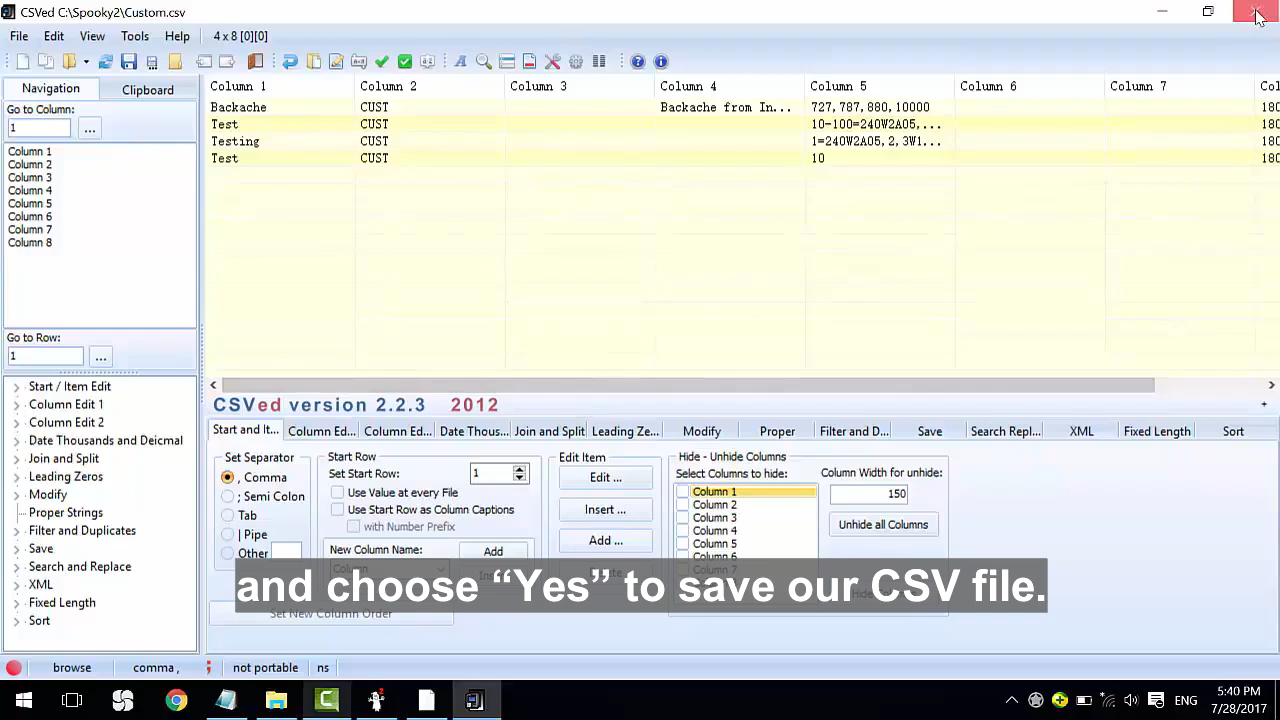 CSVed C:\Spooky2\Custom.csv
File Edit View Tools Help 4 x 8 [0][0]
Navigation Clipboard
Go to Column:
1 ...
Column 1
Column 2
Column 3
Column 4
Column 5
Column 6
Column 7
Column 8
Go to Row:
1 ...
Start / Item Edit
Column Edit 1
Column Edit 2
Date Thousands and Deicmal
Join and Split
Leading Zeros
Modify
Proper Strings
Filter and Duplicates
Save
Search and Replace
XML
Fixed Length
Sort
Column 1 Column 2 Column 3 Column 4 Column 5 Column 6 Column 7 Col
Backache CUST Backache from In... 727,787,880,10000 180
Test CUST 10-100=240W2A05,... 180
Testing CUST 1=240W2A05,2,3W1... 180
Test CUST 10 180
CSVed version 2.2.3 2012
Start and It... Column Ed... Column Ed... Date Thous... Join and Split Leading Ze... Modify Proper Filter and D... Save Search Repl... XML Fixed Length Sort
Set Separator
, Comma
; Semi Colon
Tab
| Pipe
Other
Start Row
Set Start Row: 1
Use Value at every File
Use Start Row as Column Captions
with Number Prefix
New Column Name: Add
Column
Set New Column Order
Edit Item
Edit ...
Insert ...
Add ...
Hide - Unhide Columns
Select Columns to hide:
Column 1
Column 2
Column 3
Column 4
Column 5
Column 6
Column 7
Column Width for unhide:
150
Unhide all Columns
and choose “Yes” to save our CSV file.
browse comma , ; not portable ns
ENG
5:40 PM
7/28/2017